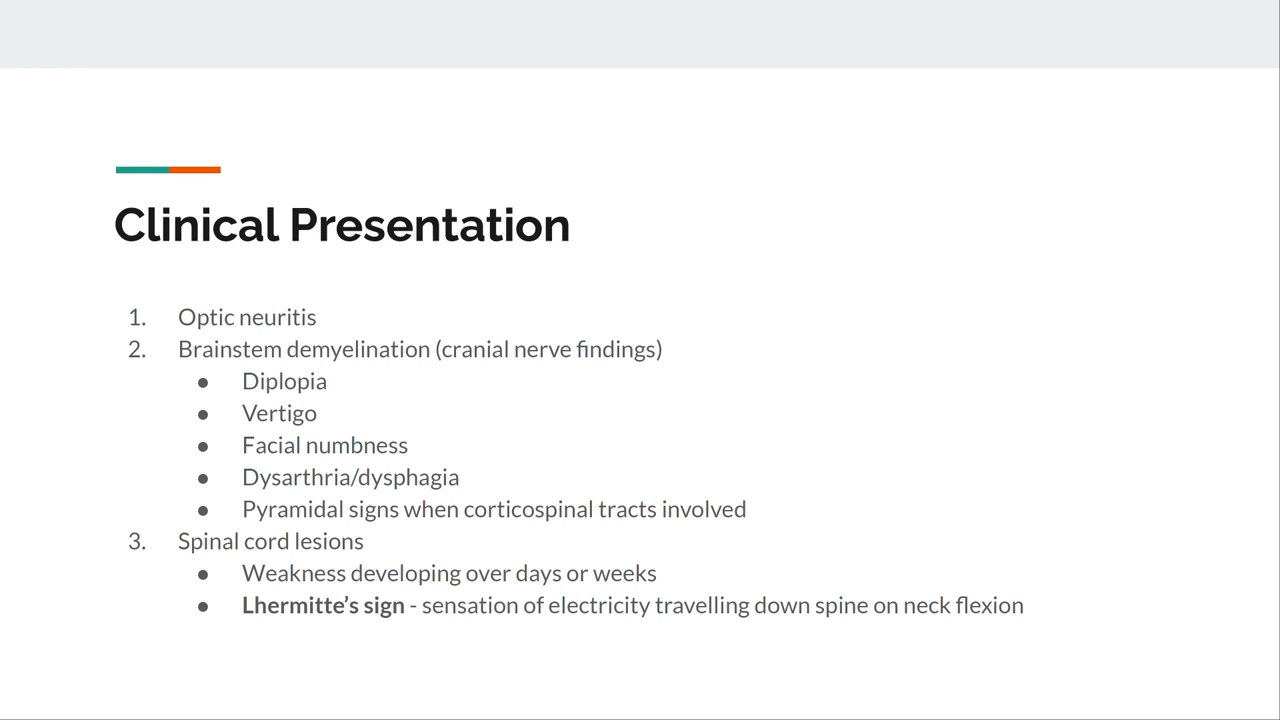 Clinical Presentation
1. Optic neuritis
2. Brainstem demyelination (cranial nerve findings)
● Diplopia
● Vertigo
● Facial numbness
● Dysarthria/dysphagia
● Pyramidal signs when corticospinal tracts involved
3. Spinal cord lesions
● Weakness developing over days or weeks
● Lhermitte’s sign - sensation of electricity travelling down spine on neck flexion